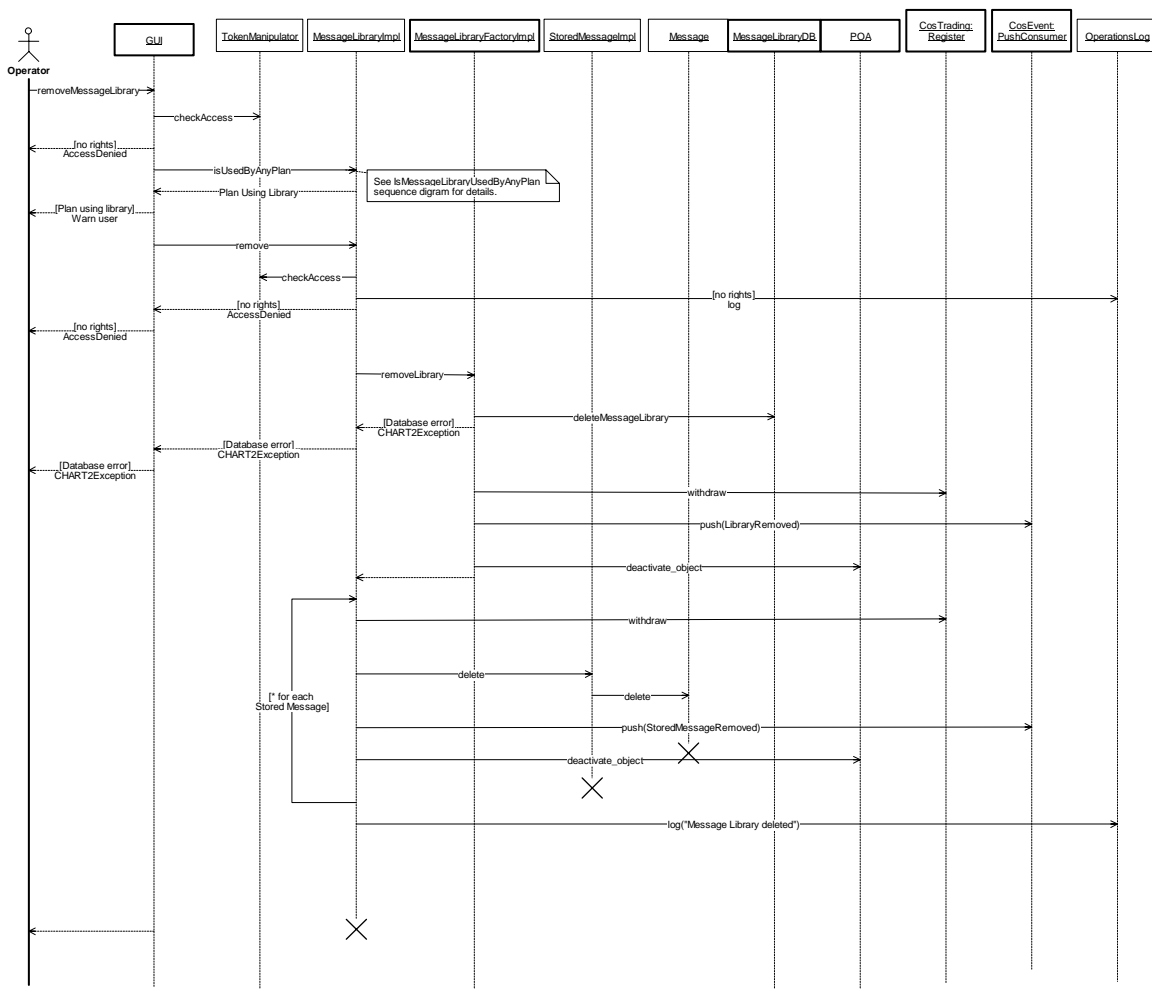 GUI
TokenManipulator
MessageLibraryImpl
MessageLibraryFactoryImpl
StoredMessageImpl
Message
MessageLibraryDB
POA
CosTrading:
Register
CosEvent:
PushConsumer
OperationsLog
Operator
removeMessageLibrary
checkAccess
[no rights]
AccessDenied
isUsedByAnyPlan
See IsMessageLibraryUsedByAnyPlan
sequence digram for details.
Plan Using Library
[Plan using library]
Warn user
remove
checkAccess
[no rights]
log
[no rights]
AccessDenied
[no rights]
AccessDenied
removeLibrary
deleteMessageLibrary
[Database error]
CHART2Exception
[Database error]
CHART2Exception
[Database error]
CHART2Exception
withdraw
push(LibraryRemoved)
deactivate_object
withdraw
delete
delete
[* for each
Stored Message]
push(StoredMessageRemoved)
deactivate_object
log("Message Library deleted")